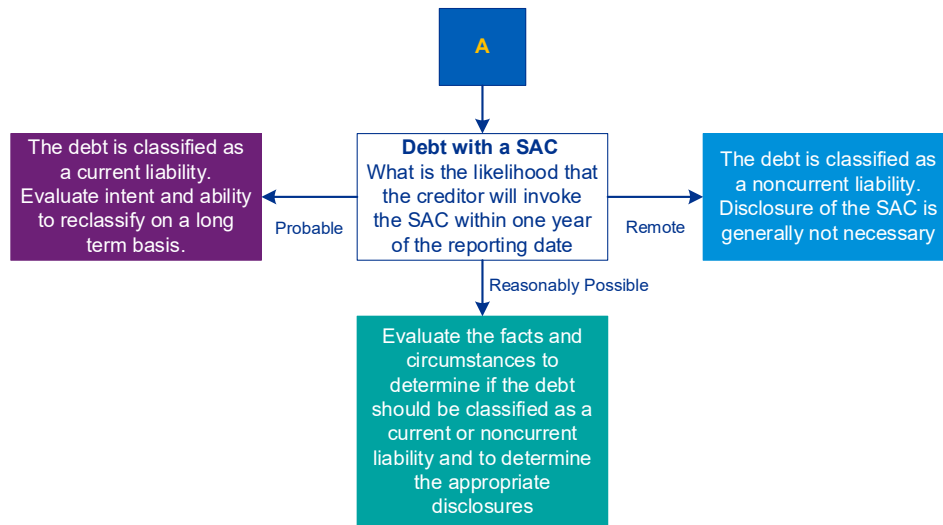 A
The debt is classified as
a current liability.
Evaluate intent and ability
to reclassify on a long
term basis.
Probable
Debt with a SAC
What is the likelihood that
the creditor will invoke
the SAC within one year
of the reporting date
Remote
The debt is classified as
a noncurrent liability.
Disclosure of the SAC is
generally not necessary
Reasonably Possible
Evaluate the facts and
circumstances to
determine if the debt
should be classified as a
current or noncurrent
liability and to determine
the appropriate
disclosures